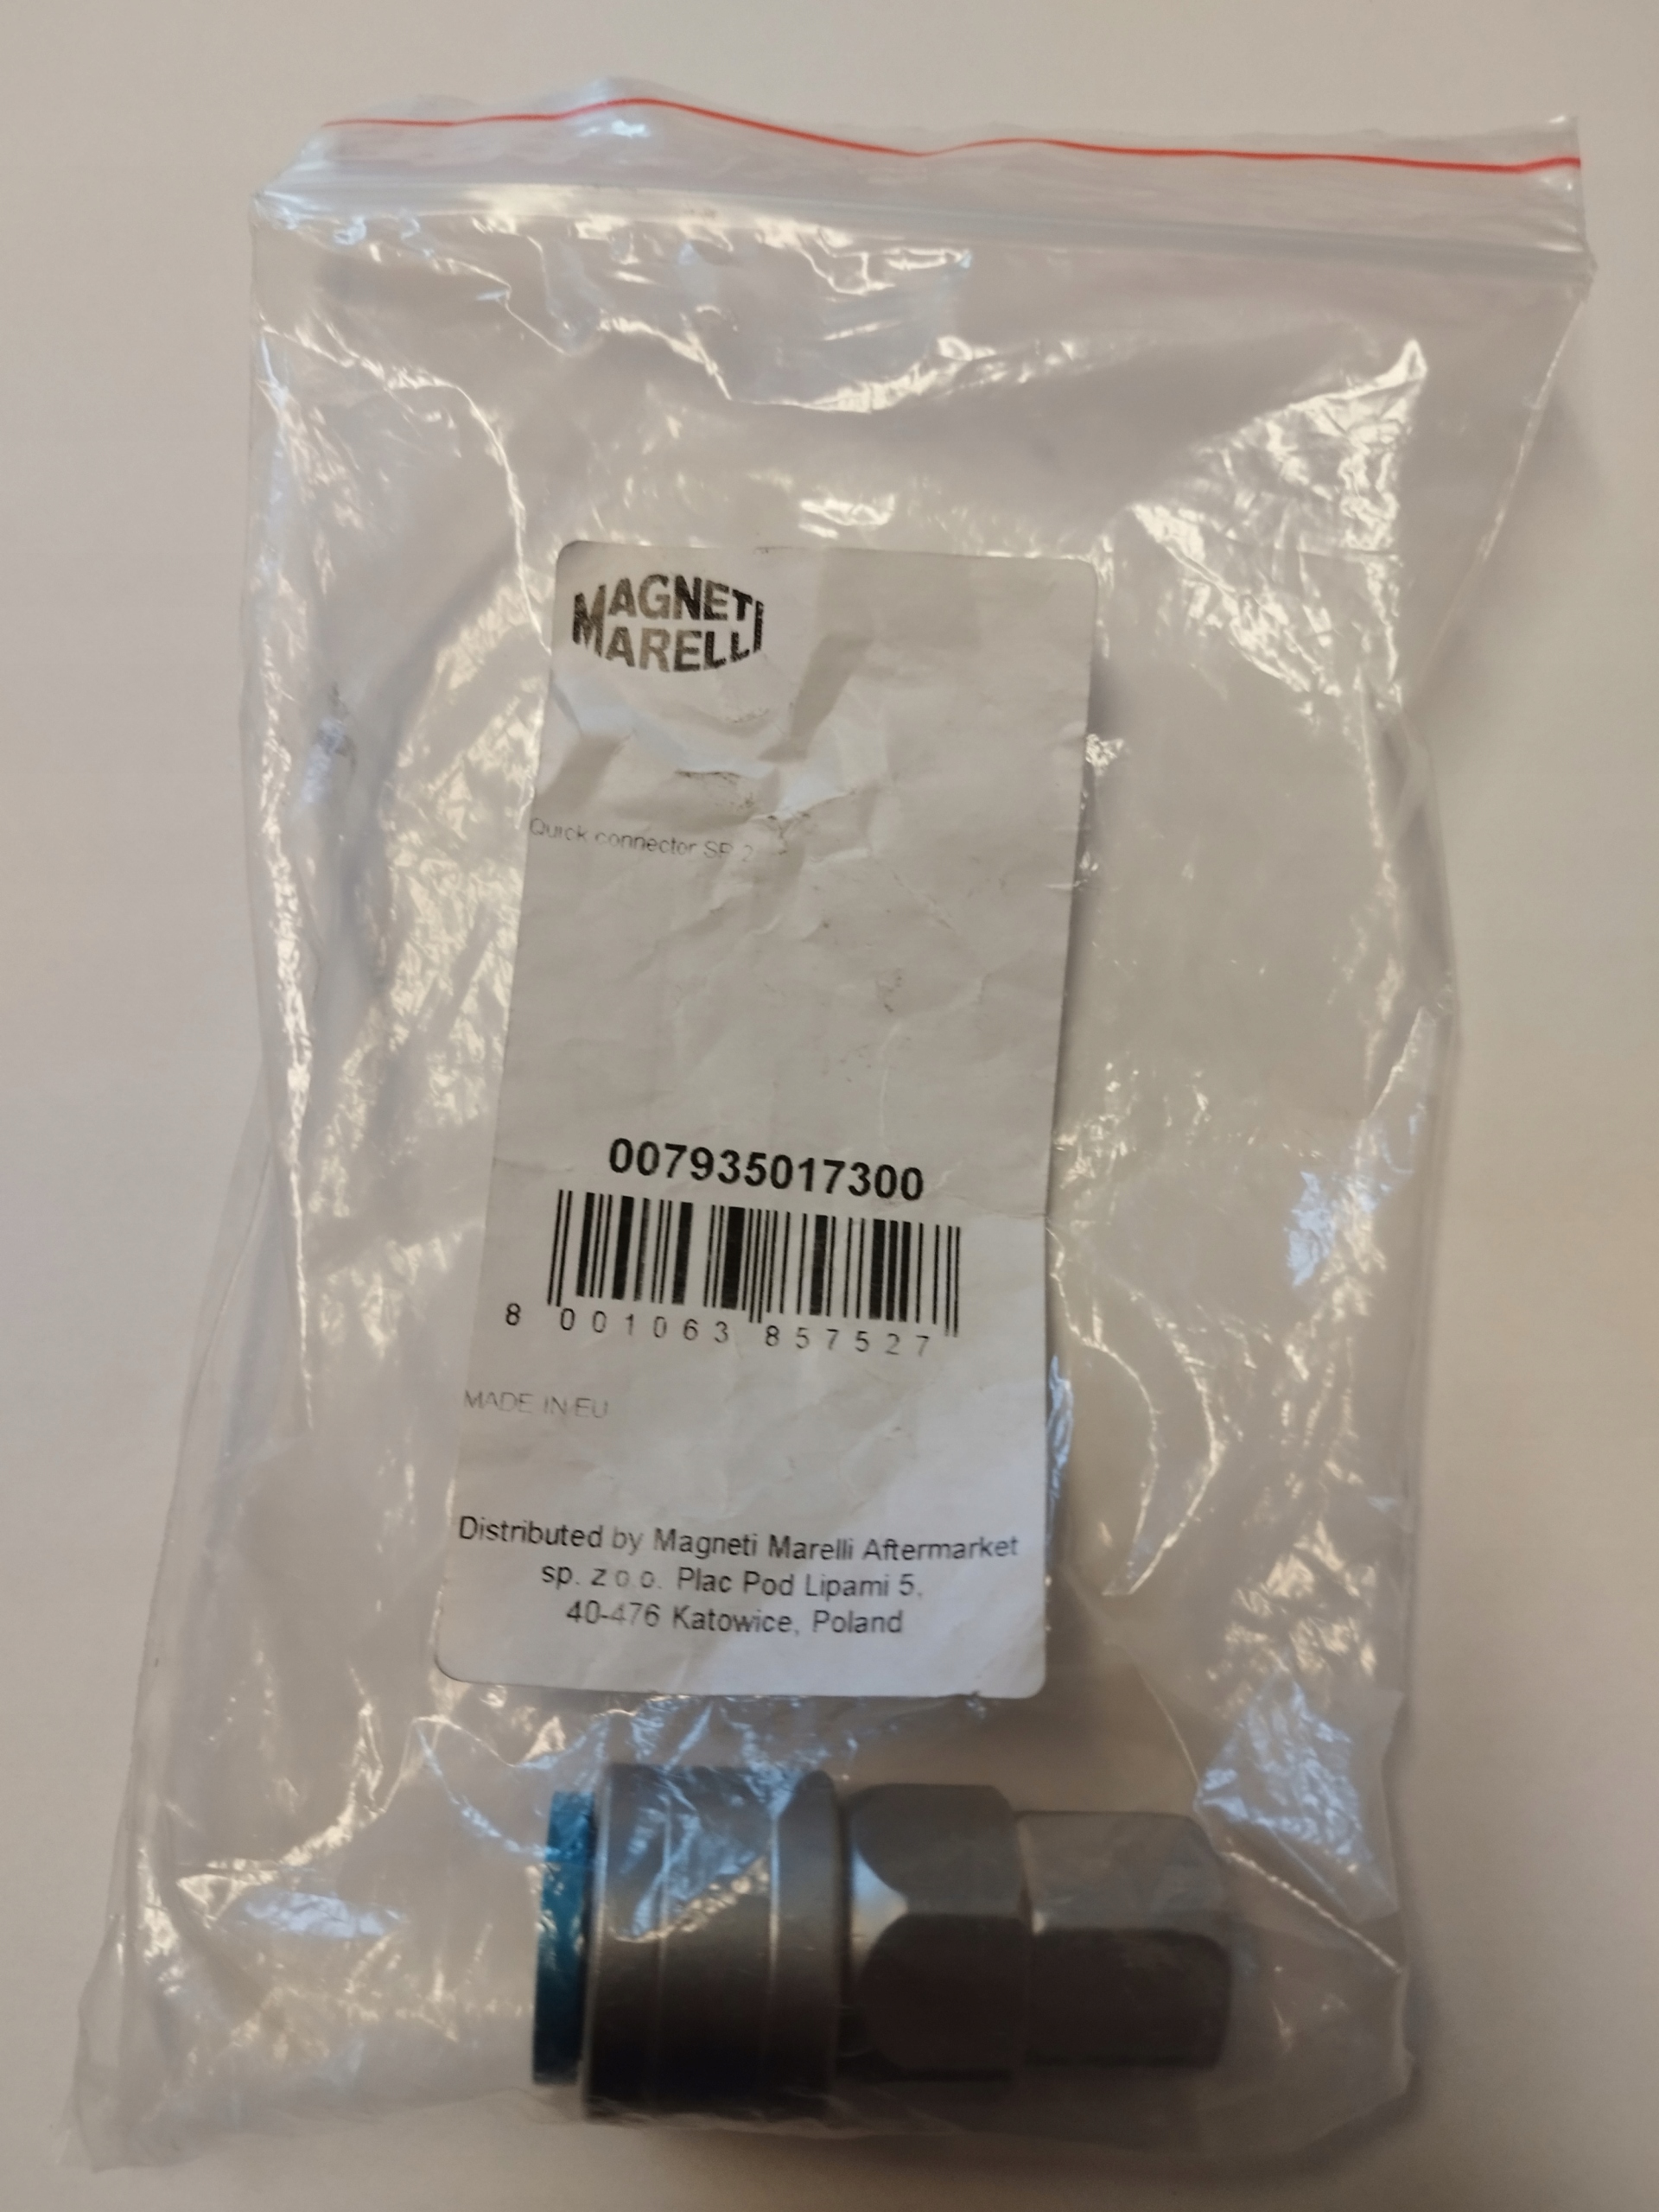 MAGNETI
MARELLI
Quick connector SP 2
007935017300
8 001063 857527
MADE IN EU
Distributed by Magneti Marelli Aftermarket
sp. z o.o. Plac Pod Lipami 5,
40-476 Katowice, Poland